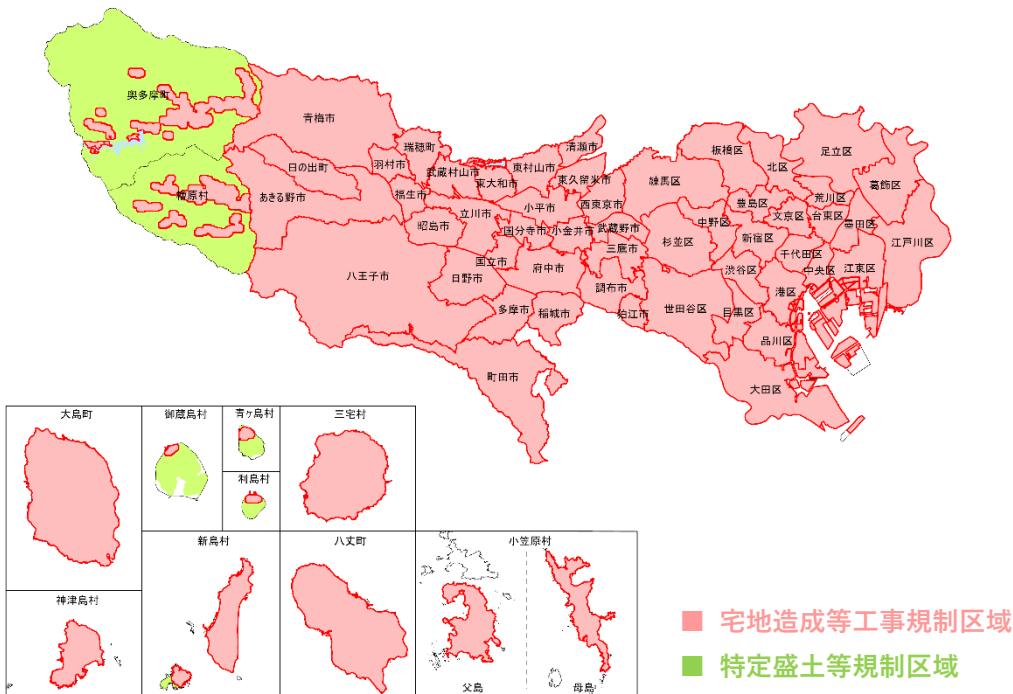 奥多摩町
檜原村
青梅市
日の出町
あきる野市
羽村市
瑞穂町
福生市
武蔵村山市
昭島市
立川市
東大和市
東村山市
清瀬市
東久留米市
小平市
西東京市
国分寺市
小金井市
武蔵野市
三鷹市
国立市
府中市
八王子市
日野市
多摩市
稲城市
調布市
狛江市
町田市
練馬区
板橋区
北区
足立区
葛飾区
豊島区
荒川区
文京区
台東区
墨田区
江戸川区
中野区
杉並区
新宿区
千代田区
中央区
江東区
渋谷区
港区
世田谷区
目黒区
品川区
大田区
大島町
御蔵島村
青ヶ島村
三宅村
利島村
神津島村
新島村
八丈町
小笠原村
父島
母島
宅地造成等工事規制区域
特定盛土等規制区域